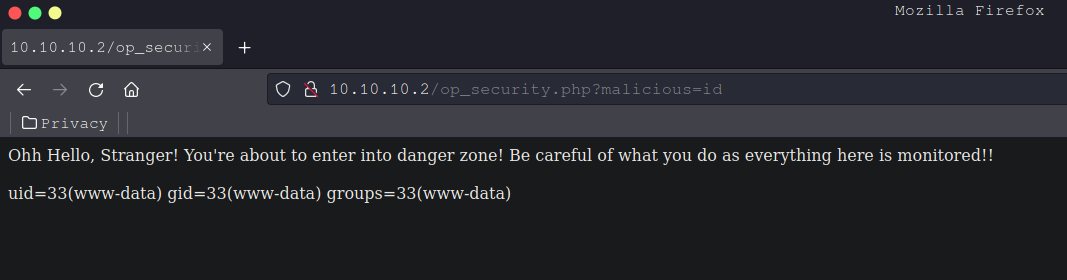 Mozilla Firefox
10.10.10.2/op_secur
10.10.10.2/op_security.php?malicious=id
Privacy
Ohh Hello, Stranger! You're about to enter into danger zone! Be careful of what you do as everything here is monitored!!
uid=33(www-data) gid=33(www-data) groups=33(www-data)